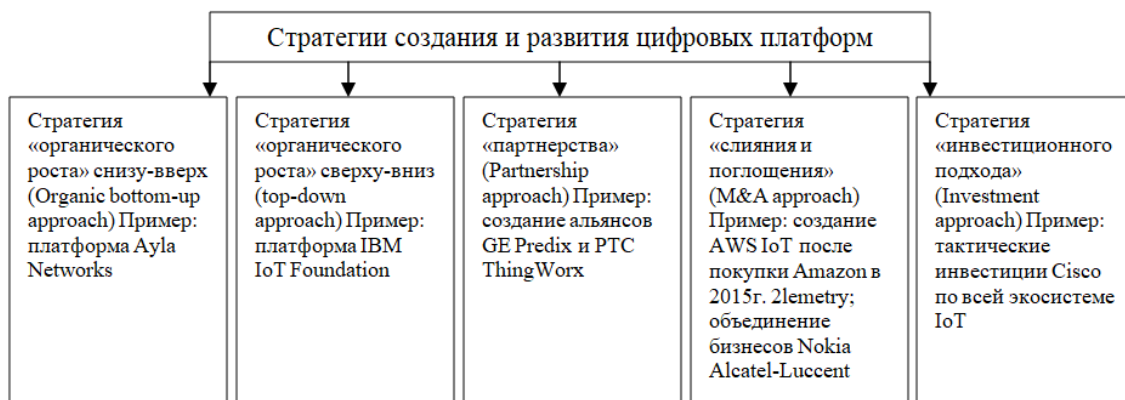 Стратегии создания и развития цифровых платформ
Стратегия
«органического
роста» снизу-вверх
(Organic bottom-up
approach) Пример:
платформа Ayla
Networks
Стратегия
«органического
роста» сверху-вниз
(top-down
approach) Пример:
платформа IBM
IoT Foundation
Стратегия
«партнерства»
(Partnership
approach) Пример:
создание альянсов
GE Predix и PTC
ThingWorx
Стратегия
«слияния и
поглощения»
(M&A approach)
Пример: создание
AWS IoT после
покупки Amazon в
2015г. 2lemetry;
объединение
бизнесов Nokia
Alcatel-Luccent
Стратегия
«инвестиционного
подхода»
(Investment
approach) Пример:
тактические
инвестиции Cisco
по всей экосистеме
IoT